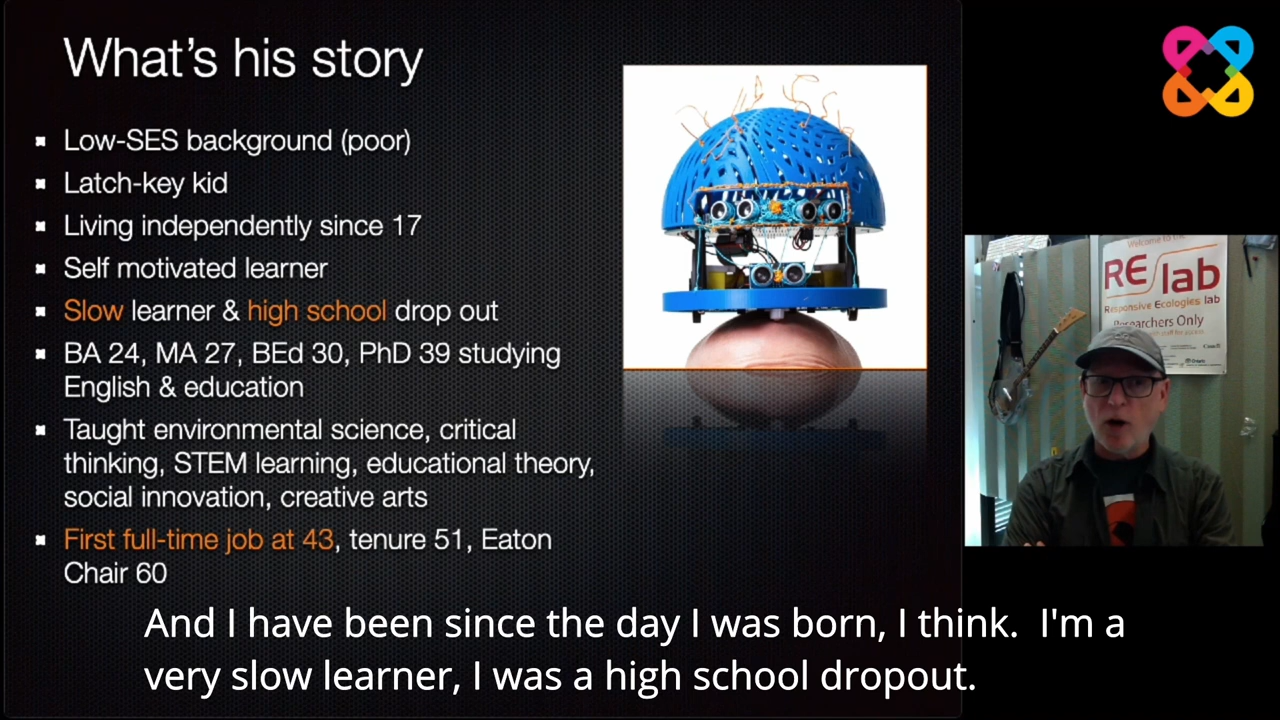 What's his story
Low-SES background (poor)
Latch-key kid
Living independently since 17
Self motivated learner
Slow learner & high school drop out
BA 24, MA 27, BEd 30, PhD 39 studying
English & education
Taught environmental science, critical
thinking, STEM learning, educational theory,
social innovation, creative arts
First full-time job at 43, tenure 51, Eaton
Chair 60
Welcome to the
RE lab
Responsive Ecologies lab
Researchers Only
And I have been since the day I was born, I think. I'm a
very slow learner, I was a high school dropout.